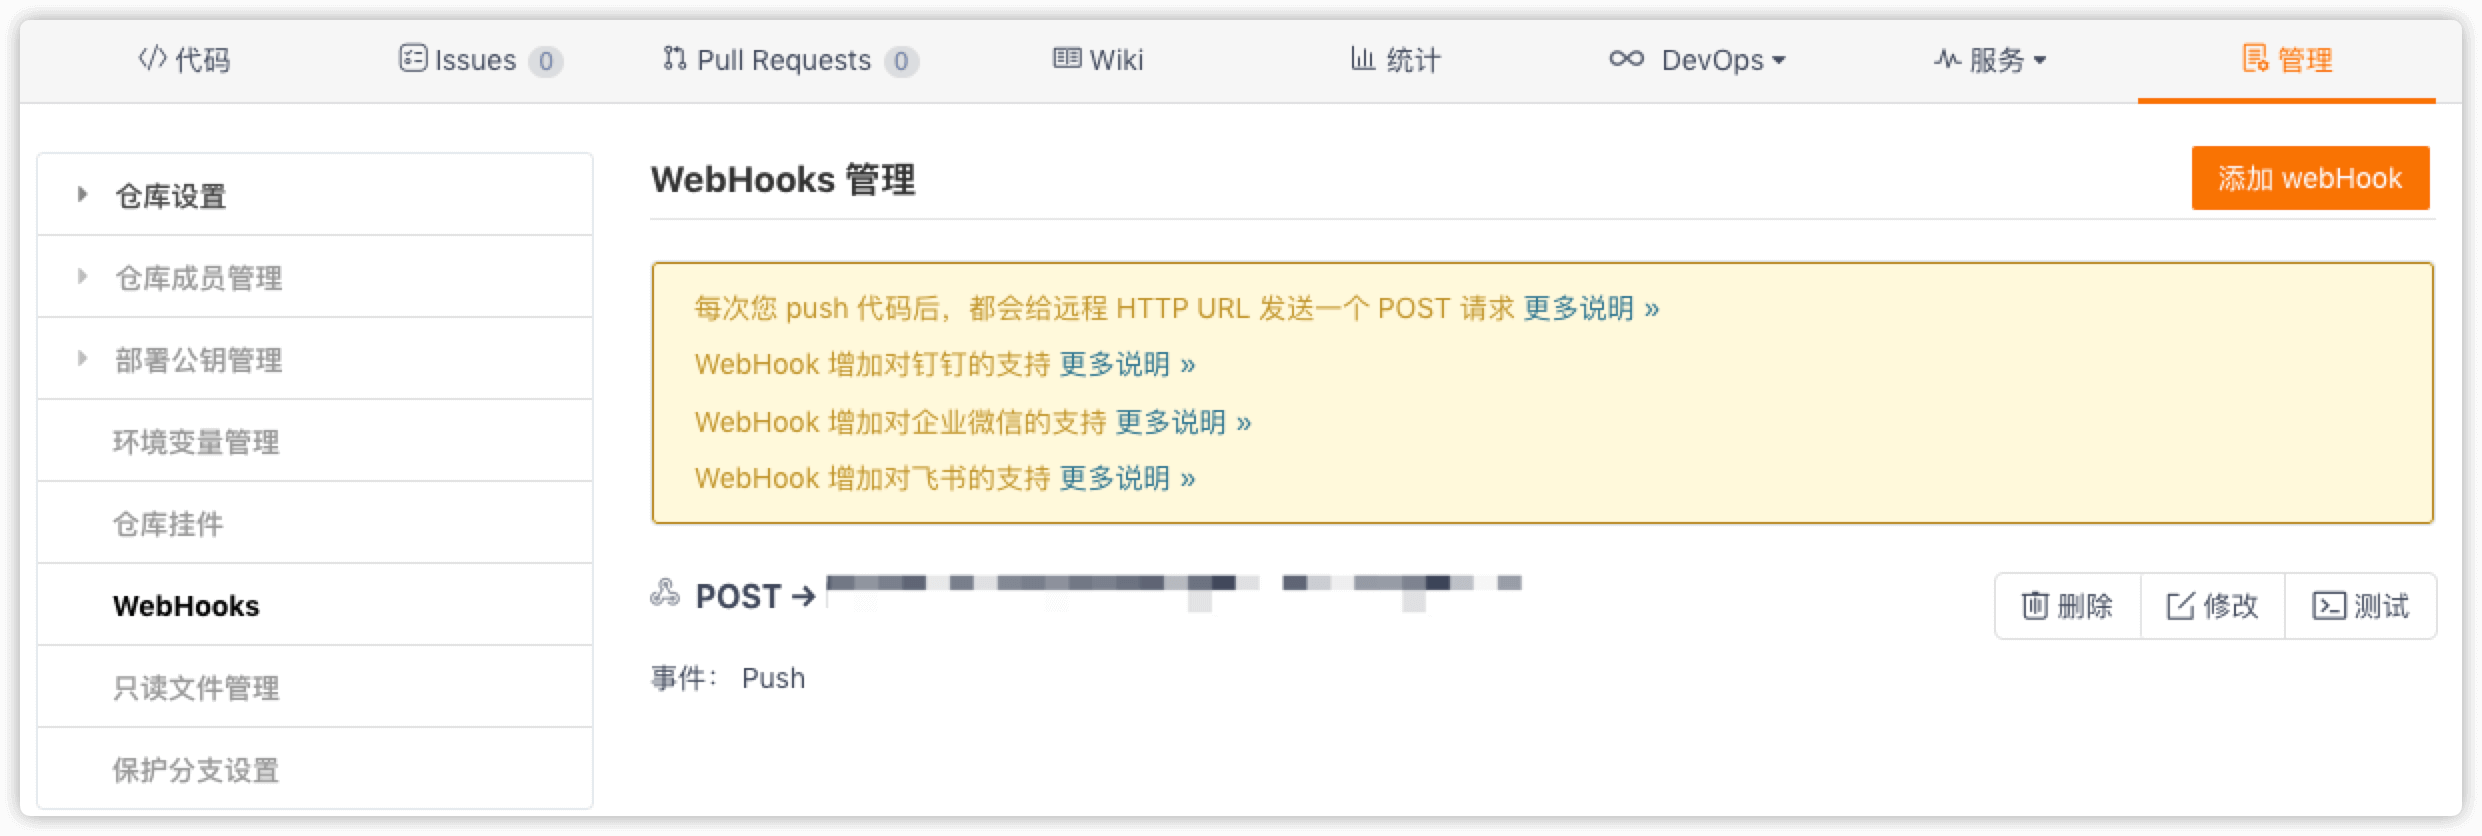 代码
Issues 0
Pull Requests 0
Wiki
统计
DevOps
服务
管理
仓库设置
仓库成员管理
部署公钥管理
环境变量管理
仓库挂件
WebHooks
只读文件管理
保护分支设置
WebHooks 管理
添加 webHook
每次您 push 代码后，都会给远程 HTTP URL 发送一个 POST 请求 更多说明 »
WebHook 增加对钉钉的支持 更多说明 »
WebHook 增加对企业微信的支持 更多说明 »
WebHook 增加对飞书的支持 更多说明 »
POST →
删除
修改
测试
事件： Push